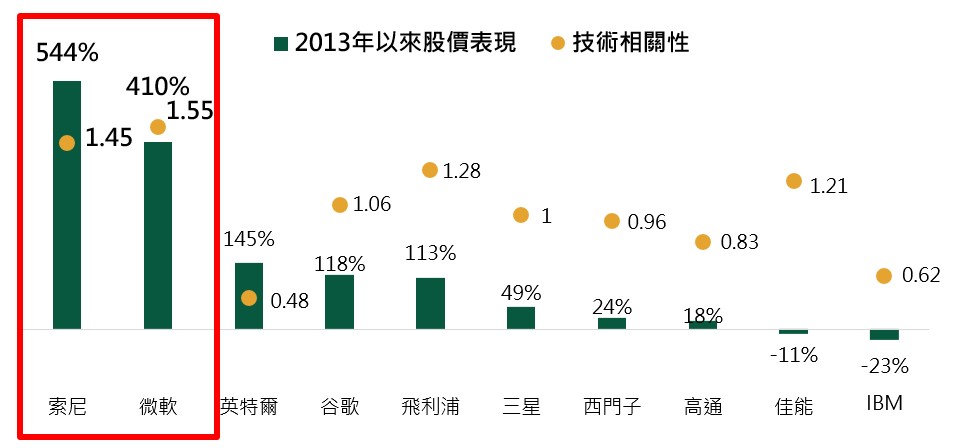 2013年以來股價表現
技術相關性
544%
410%
1.55
1.45
145%
0.48
1.06
118%
1.28
113%
1
49%
0.96
24%
0.83
18%
1.21
-11%
0.62
-23%
索尼
微軟
英特爾
谷歌
飛利浦
三星
西門子
高通
佳能
IBM